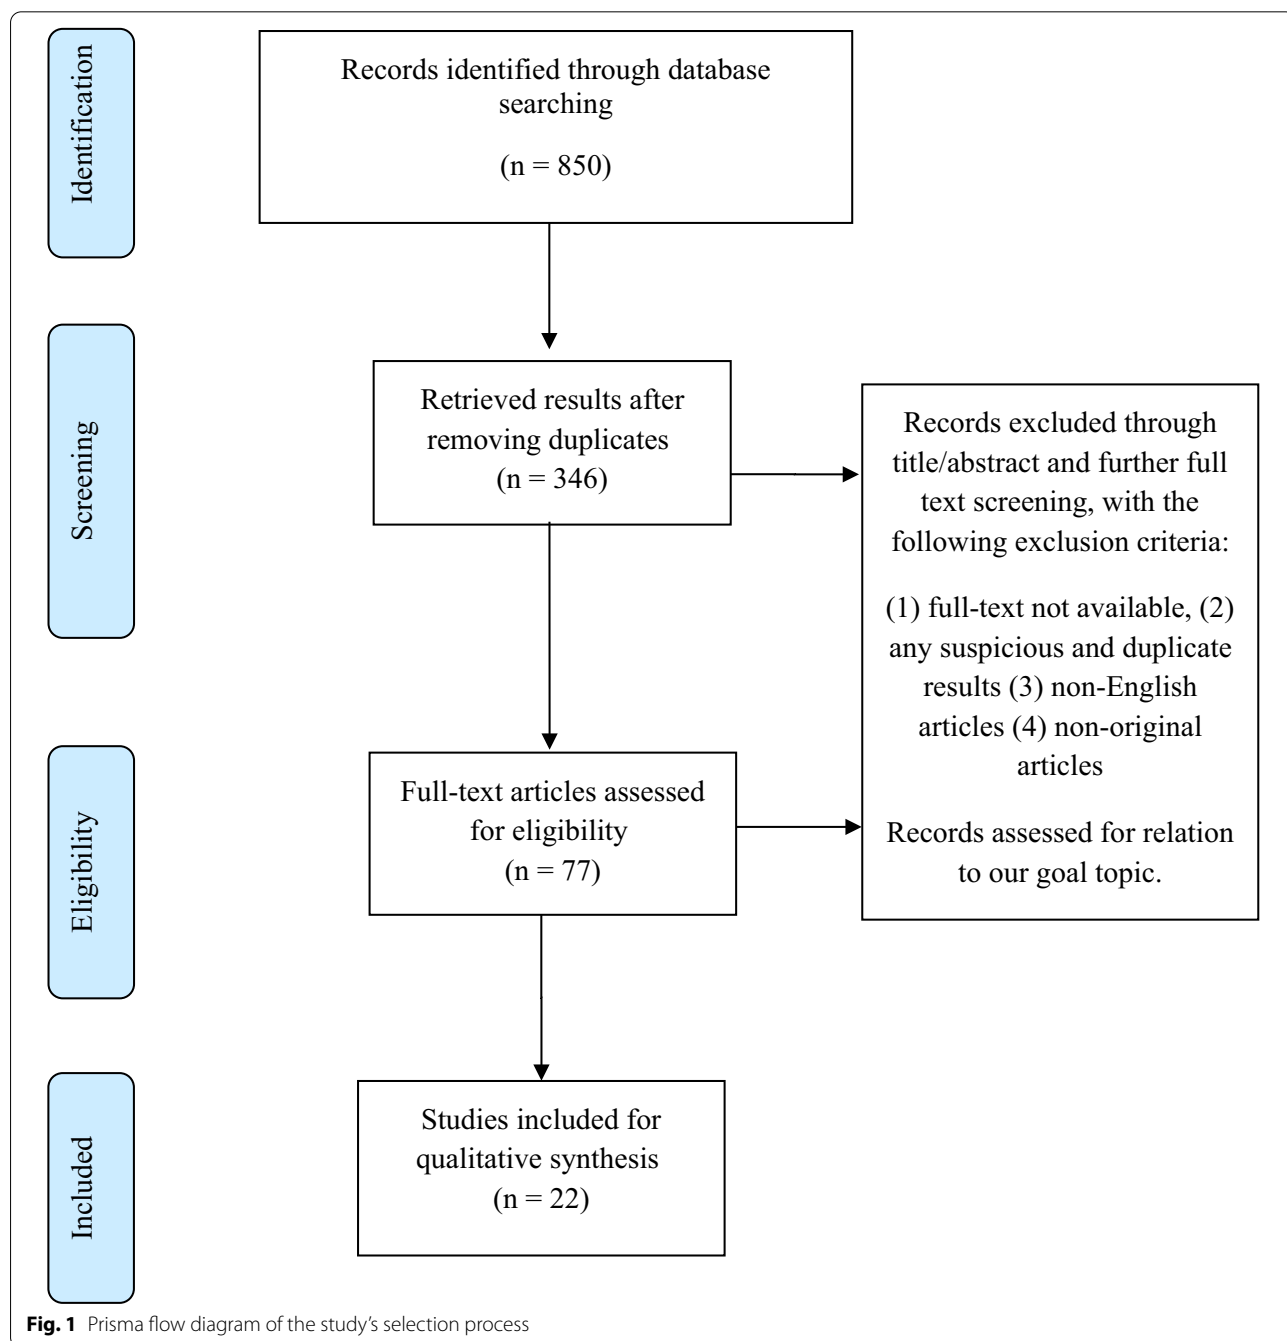 Identification
Records identified through database
searching
(n = 850)
Screening
Retrieved results after
removing duplicates
(n = 346)
Records excluded through
title/abstract and further full
text screening, with the
following exclusion criteria:
(1) full-text not available, (2)
any suspicious and duplicate
results (3) non-English
articles (4) non-original
articles
Records assessed for relation
to our goal topic.
Eligibility
Full-text articles assessed
for eligibility
(n = 77)
Included
Studies included for
qualitative synthesis
(n = 22)
Fig. 1 Prisma flow diagram of the study’s selection process